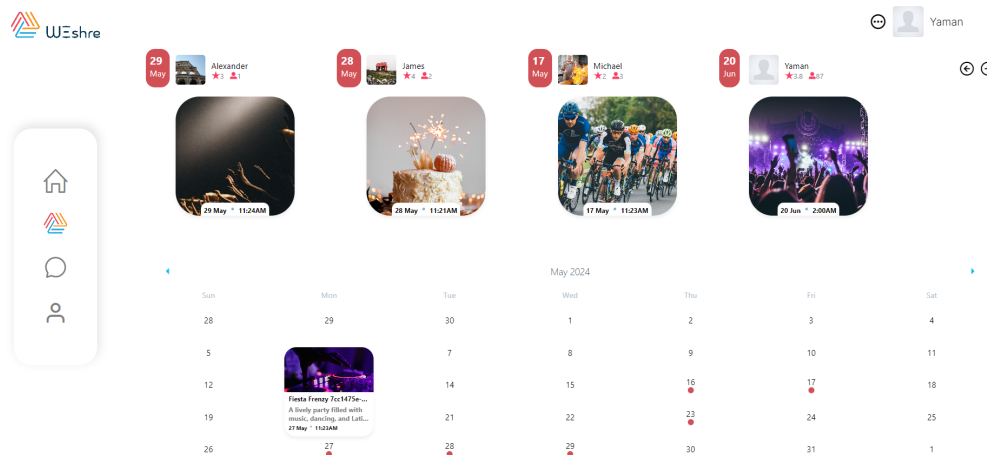 WEshre
Yaman
29
May
Alexander
3 1
28
May
James
4 2
17
May
Michael
2 3
20
Jun
Yaman
3.8 87
29 May * 11:24AM
28 May * 11:21AM
17 May * 11:23AM
20 Jun * 2:00AM
May 2024
Sun Mon Tue Wed Thu Fri Sat
28 29 30 1 2 3 4
5 7 8 9 10 11
12 14 15 16 17 18
Fiesta Frenzy 7cc1475e-...
A lively party filled with
music, dancing, and Lati...
27 May * 11:23AM
19 21 22 23 24 25
26 27 28 29 30 31 1